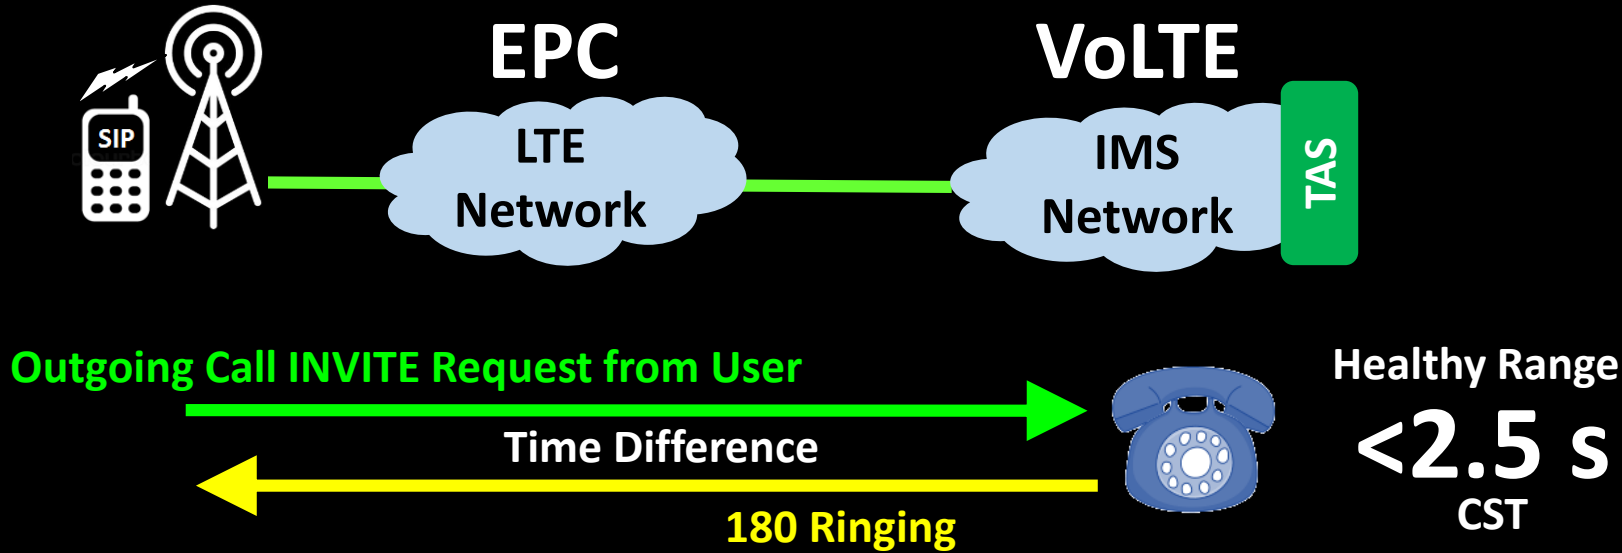 EPC
VoLTE
SIP
LTE
Network
IMS
Network
TAS
Outgoing Call INVITE Request from User
Time Difference
180 Ringing
Healthy Range
<2.5 s
CST